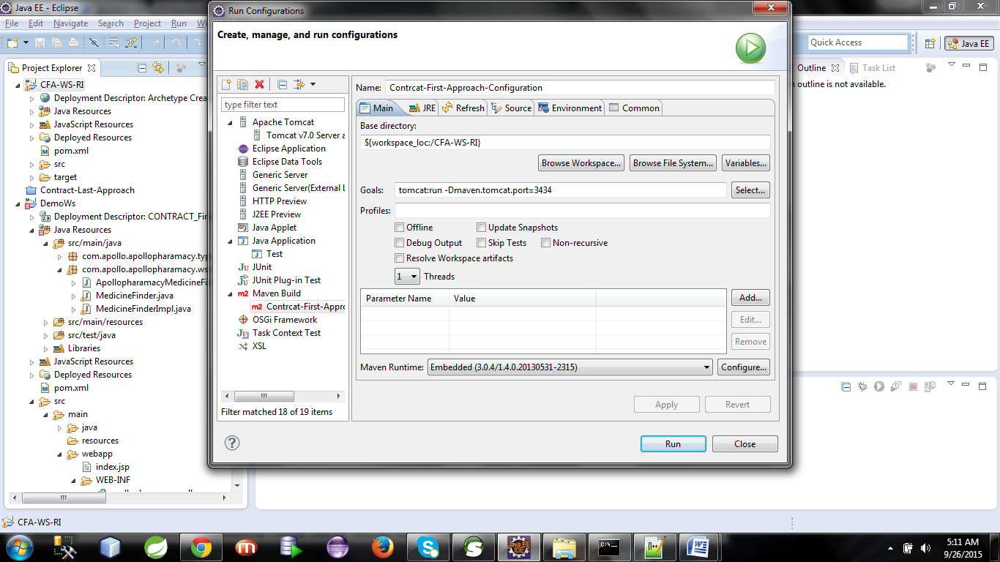 Java EE - Eclipse
File Edit Navigate Search Project Run
Quick Access
Java EE
Project Explorer
CFA-WS-RI
Deployment Descriptor: Archetype Crea
Java Resources
JavaScript Resources
Deployed Resources
pom.xml
src
target
Contract-Last-Approach
DemoWs
Deployment Descriptor: CONTRACT_Fir
Java Resources
src/main/java
com.apollo.apollopharamacy.typ
com.apollo.apollopharamacy.ws
ApollopharamacyMedicineFi
MedicineFinder.java
MedicineFinderImpl.java
src/main/resources
src/test/java
Libraries
JavaScript Resources
Deployed Resources
pom.xml
src
main
java
resources
webapp
index.jsp
WEB-INF
CFA-WS-RI
Run Configurations
Create, manage, and run configurations
type filter text
Apache Tomcat
Tomcat v7.0 Server a
Eclipse Application
Eclipse Data Tools
Generic Server
Generic Server(External L
HTTP Preview
J2EE Preview
Java Applet
Java Application
Test
JUnit
JUnit Plug-in Test
Maven Build
Contrcat-First-Appro
OSGi Framework
Task Context Test
XSL
Filter matched 18 of 19 items
Name: Contrcat-First-Approach-Configuration
Main JRE Refresh Source Environment Common
Base directory:
${workspace_loc:/CFA-WS-RI}
Browse Workspace... Browse File System... Variables...
Goals: tomcat:run -Dmaven.tomcat.port=3434 Select...
Profiles:
Offline Update Snapshots
Debug Output Skip Tests Non-recursive
Resolve Workspace artifacts
1 Threads
Parameter Name Value
Add...
Edit...
Remove
Maven Runtime: Embedded (3.0.4/1.4.0.20130531-2315) Configure...
Apply Revert
Run Close
Outline Task List
n outline is not available.
Java EE
IDE
5:11 AM
9/26/2015